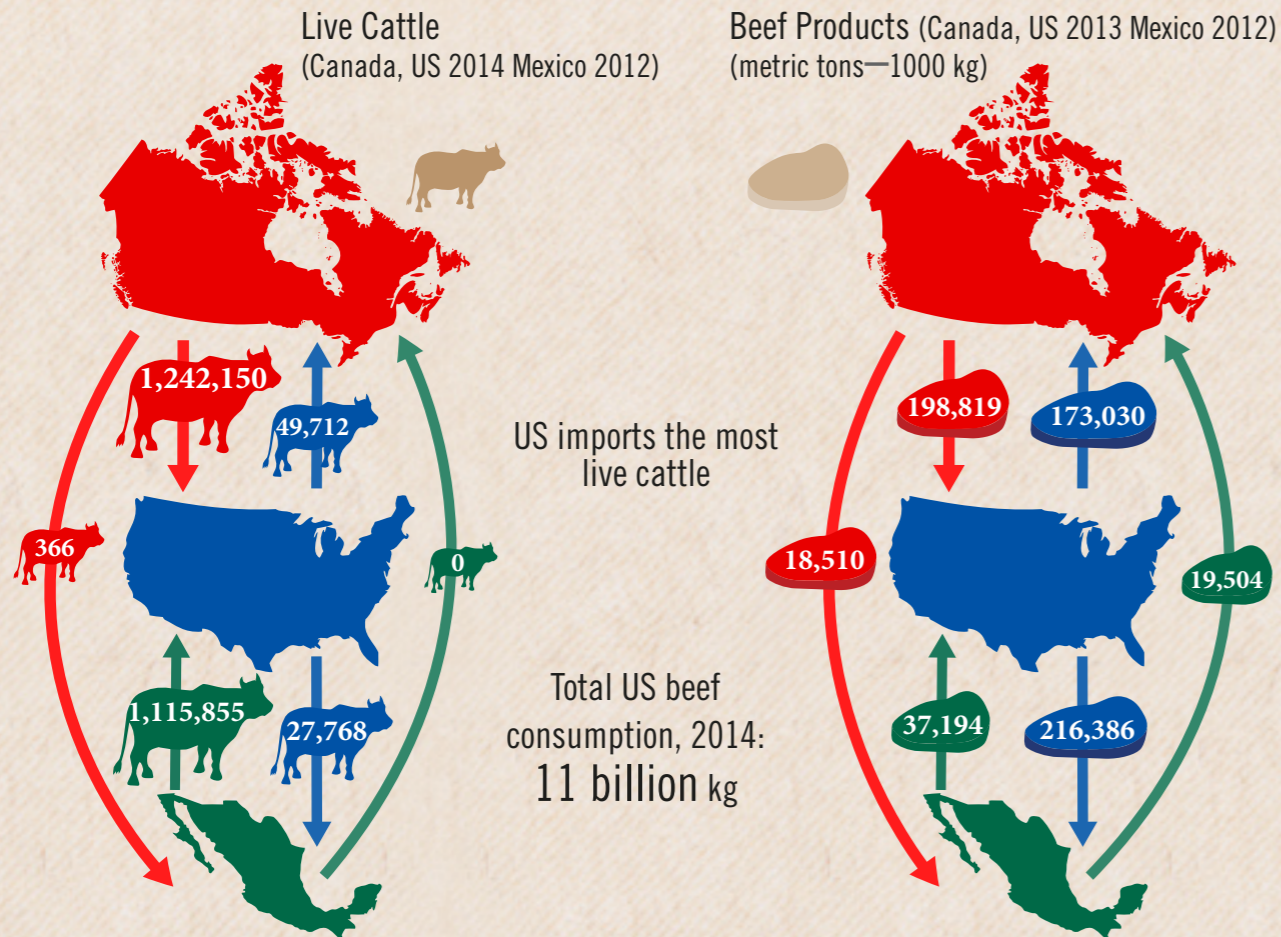 Live Cattle
(Canada, US 2014 Mexico 2012)
Beef Products (Canada, US 2013 Mexico 2012)
(metric tons—1000 kg)
1,242,150
49,712
366
0
1,115,855
27,768
US imports the most
live cattle
Total US beef
consumption, 2014:
11 billion kg
198,819
173,030
18,510
19,504
37,194
216,386